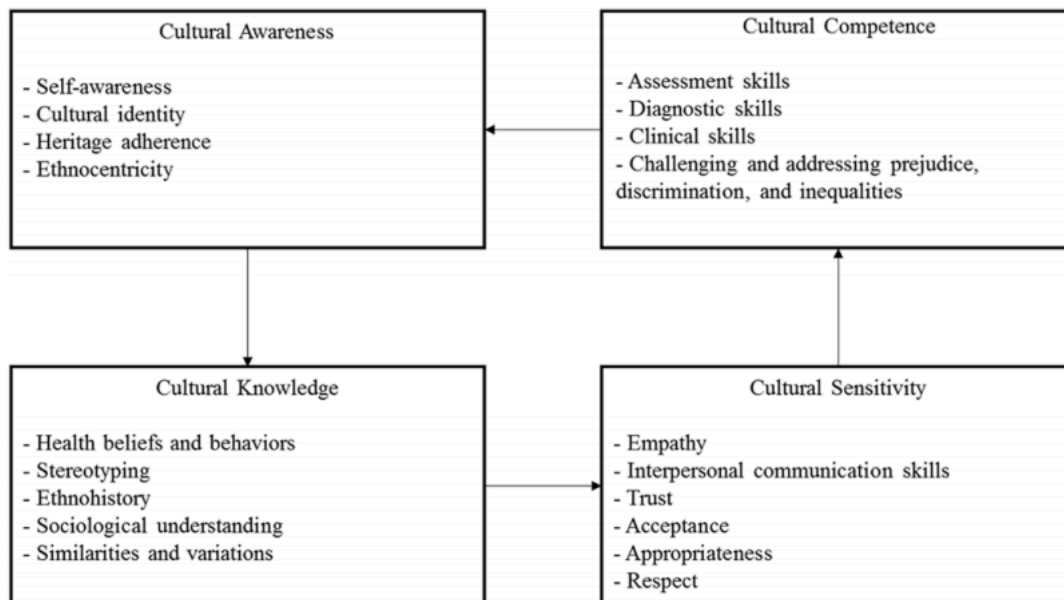 Cultural Awareness
- Self-awareness
- Cultural identity
- Heritage adherence
- Ethnocentricity
Cultural Competence
- Assessment skills
- Diagnostic skills
- Clinical skills
- Challenging and addressing prejudice,
discrimination, and inequalities
Cultural Knowledge
- Health beliefs and behaviors
- Stereotyping
- Ethnohistory
- Sociological understanding
- Similarities and variations
Cultural Sensitivity
- Empathy
- Interpersonal communication skills
- Trust
- Acceptance
- Appropriateness
- Respect